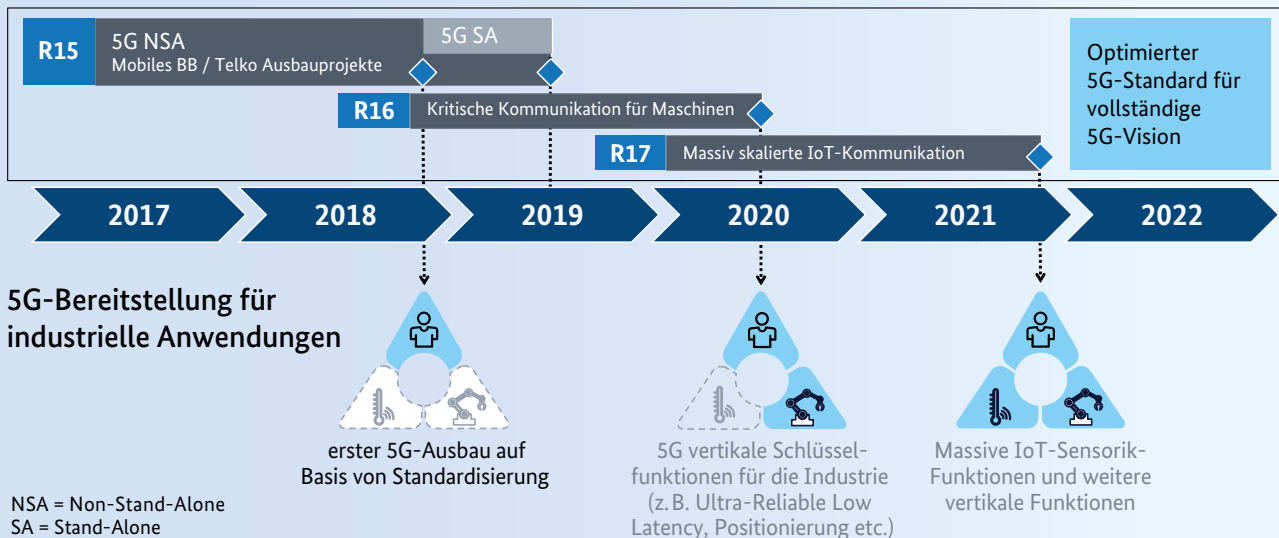 R15
5G NSA
Mobiles BB / Telko Ausbauprojekte
5G SA
R16
Kritische Kommunikation für Maschinen
R17
Massiv skalierte IoT-Kommunikation
Optimierter
5G-Standard für
vollständige
5G-Vision
2017
2018
2019
2020
2021
2022
5G-Bereitstellung für
industrielle Anwendungen
erster 5G-Ausbau auf
Basis von Standardisierung
5G vertikale Schlüssel-
funktionen für die Industrie
(z. B. Ultra-Reliable Low
Latency, Positionierung etc.)
Massive IoT-Sensorik-
Funktionen und weitere
vertikale Funktionen
NSA = Non-Stand-Alone
SA = Stand-Alone